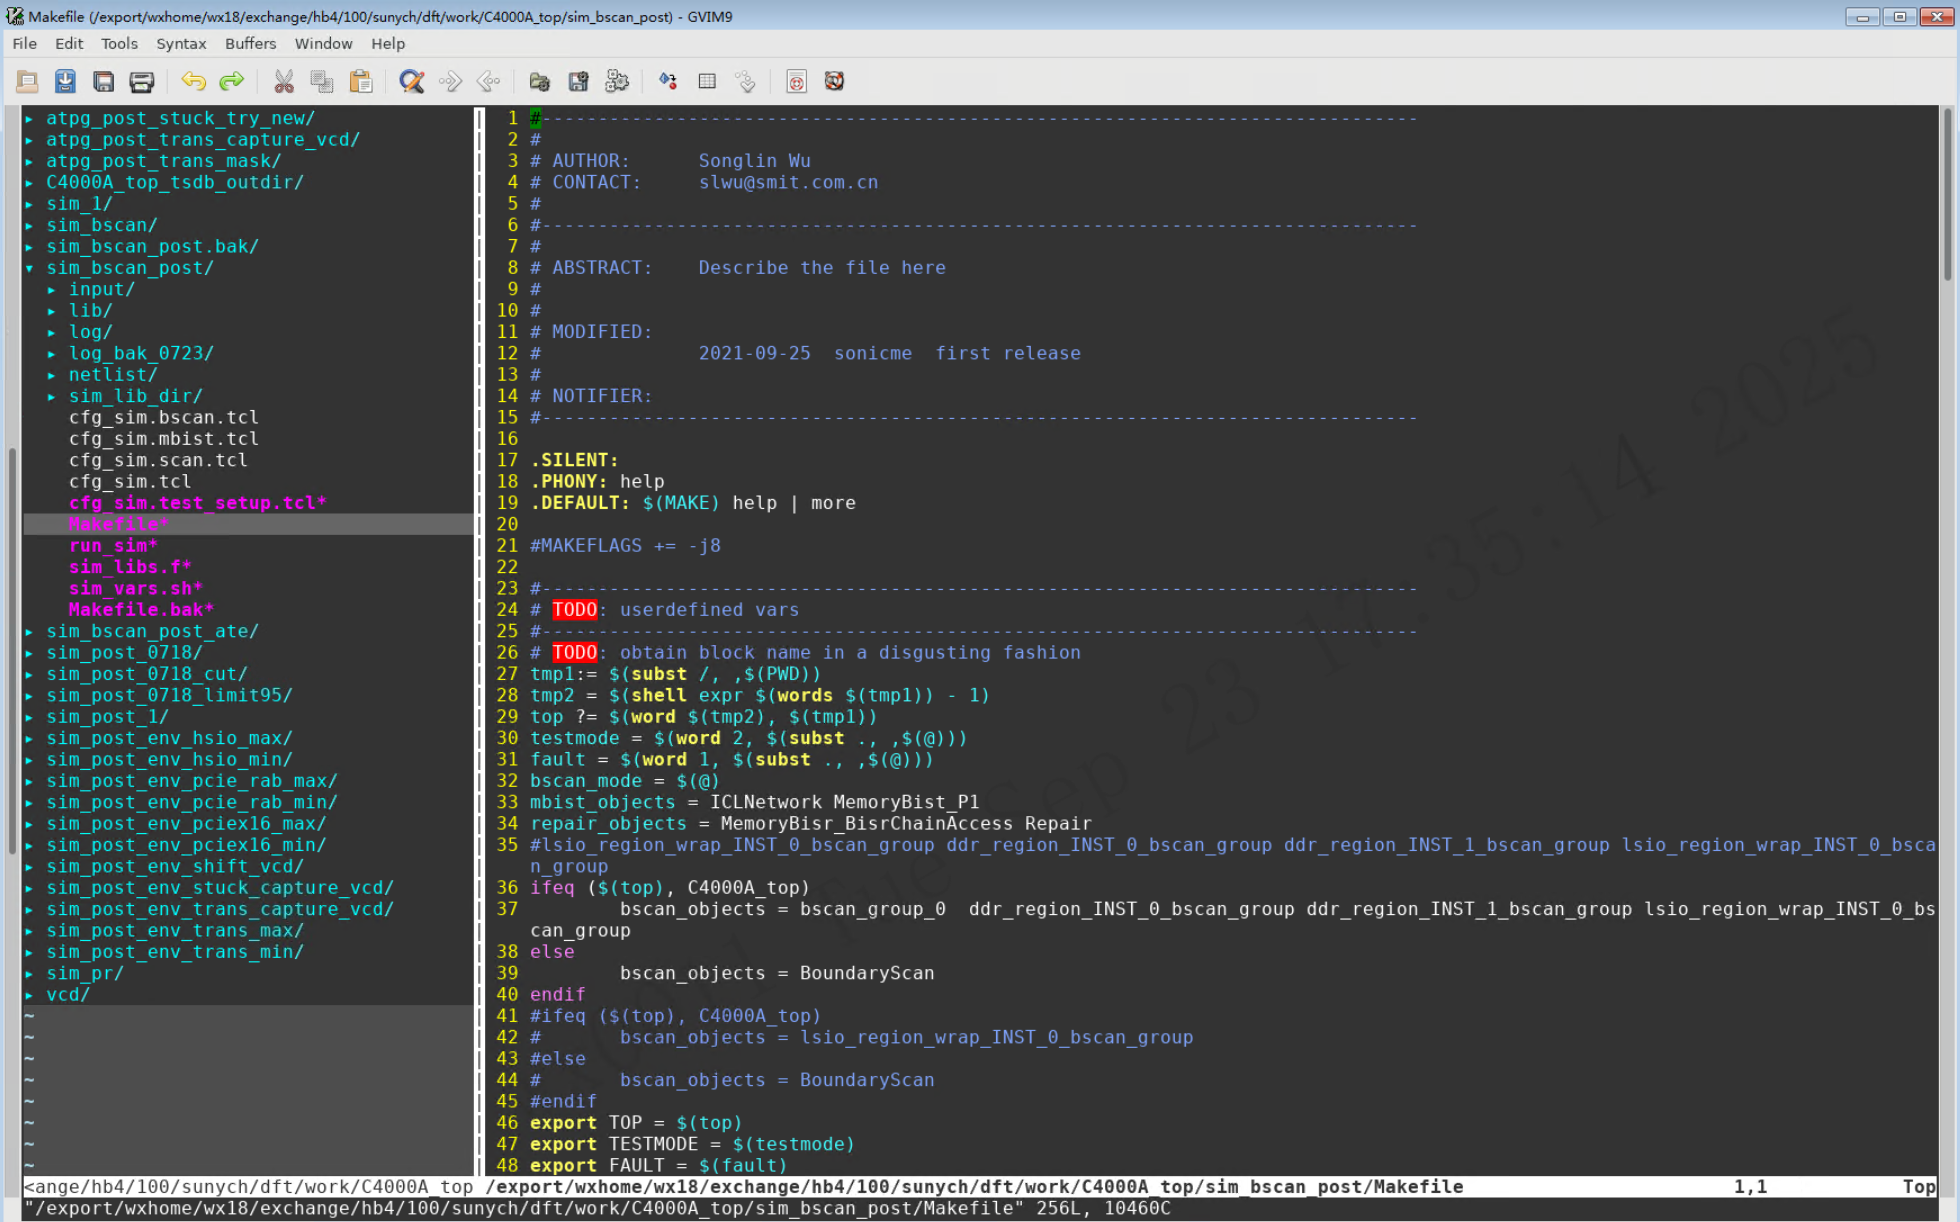 Makefile (/export/wxhome/wx18/exchange/hb4/100/sunych/dft/work/C4000A_top/sim_bscan_post) - GVIM9
File Edit Tools Syntax Buffers Window Help
▸ atpg_post_stuck_try_new/
▸ atpg_post_trans_capture_vcd/
▸ atpg_post_trans_mask/
▸ C4000A_top_tsdb_outdir/
▸ sim_1/
▸ sim_bscan/
▸ sim_bscan_post.bak/
▾ sim_bscan_post/
▸ input/
▸ lib/
▸ log/
▸ log_bak_0723/
▸ netlist/
▸ sim_lib_dir/
cfg_sim.bscan.tcl
cfg_sim.mbist.tcl
cfg_sim.scan.tcl
cfg_sim.tcl
cfg_sim.test_setup.tcl*
Makefile*
run_sim*
sim_libs.f*
sim_vars.sh*
Makefile.bak*
▸ sim_bscan_post_ate/
▸ sim_post_0718/
▸ sim_post_0718_cut/
▸ sim_post_0718_limit95/
▸ sim_post_1/
▸ sim_post_env_hsio_max/
▸ sim_post_env_hsio_min/
▸ sim_post_env_pcie_rab_max/
▸ sim_post_env_pcie_rab_min/
▸ sim_post_env_pciex16_max/
▸ sim_post_env_pciex16_min/
▸ sim_post_env_shift_vcd/
▸ sim_post_env_stuck_capture_vcd/
▸ sim_post_env_trans_capture_vcd/
▸ sim_post_env_trans_max/
▸ sim_post_env_trans_min/
▸ sim_pr/
▸ vcd/
~
~
~
~
~
~
~
~
1 #------------------------------------------------------------------------------
2 #
3 # AUTHOR: Songlin Wu
4 # CONTACT: slwu@smit.com.cn
5 #
6 #------------------------------------------------------------------------------
7 #
8 # ABSTRACT: Describe the file here
9 #
10 #
11 # MODIFIED:
12 # 2021-09-25 sonicme first release
13 #
14 # NOTIFIER:
15 #------------------------------------------------------------------------------
16
17 .SILENT:
18 .PHONY: help
19 .DEFAULT: $(MAKE) help | more
20
21 #MAKEFLAGS += -j8
22
23 #------------------------------------------------------------------------------
24 # TODO: userdefined vars
25 #------------------------------------------------------------------------------
26 # TODO: obtain block name in a disgusting fashion
27 tmp1:= $(subst /, ,$(PWD))
28 tmp2 = $(shell expr $(words $(tmp1)) - 1)
29 top ?= $(word $(tmp2), $(tmp1))
30 testmode = $(word 2, $(subst ., ,$(@)))
31 fault = $(word 1, $(subst ., ,$(@)))
32 bscan_mode = $(@)
33 mbist_objects = ICLNetwork MemoryBist_P1
34 repair_objects = MemoryBisr_BisrChainAccess Repair
35 #lsio_region_wrap_INST_0_bscan_group ddr_region_INST_0_bscan_group ddr_region_INST_1_bscan_group lsio_region_wrap_INST_0_bsca
n_group
36 ifeq ($(top), C4000A_top)
37 bscan_objects = bscan_group_0 ddr_region_INST_0_bscan_group ddr_region_INST_1_bscan_group lsio_region_wrap_INST_0_bs
can_group
38 else
39 bscan_objects = BoundaryScan
40 endif
41 #ifeq ($(top), C4000A_top)
42 # bscan_objects = lsio_region_wrap_INST_0_bscan_group
43 #else
44 # bscan_objects = BoundaryScan
45 #endif
46 export TOP = $(top)
47 export TESTMODE = $(testmode)
48 export FAULT = $(fault)
Tue Sep 23 17:35:14 2025
<ange/hb4/100/sunych/dft/work/C4000A_top /export/wxhome/wx18/exchange/hb4/100/sunych/dft/work/C4000A_top/sim_bscan_post/Makefile 1,1 Top
"/export/wxhome/wx18/exchange/hb4/100/sunych/dft/work/C4000A_top/sim_bscan_post/Makefile" 256L, 10460C